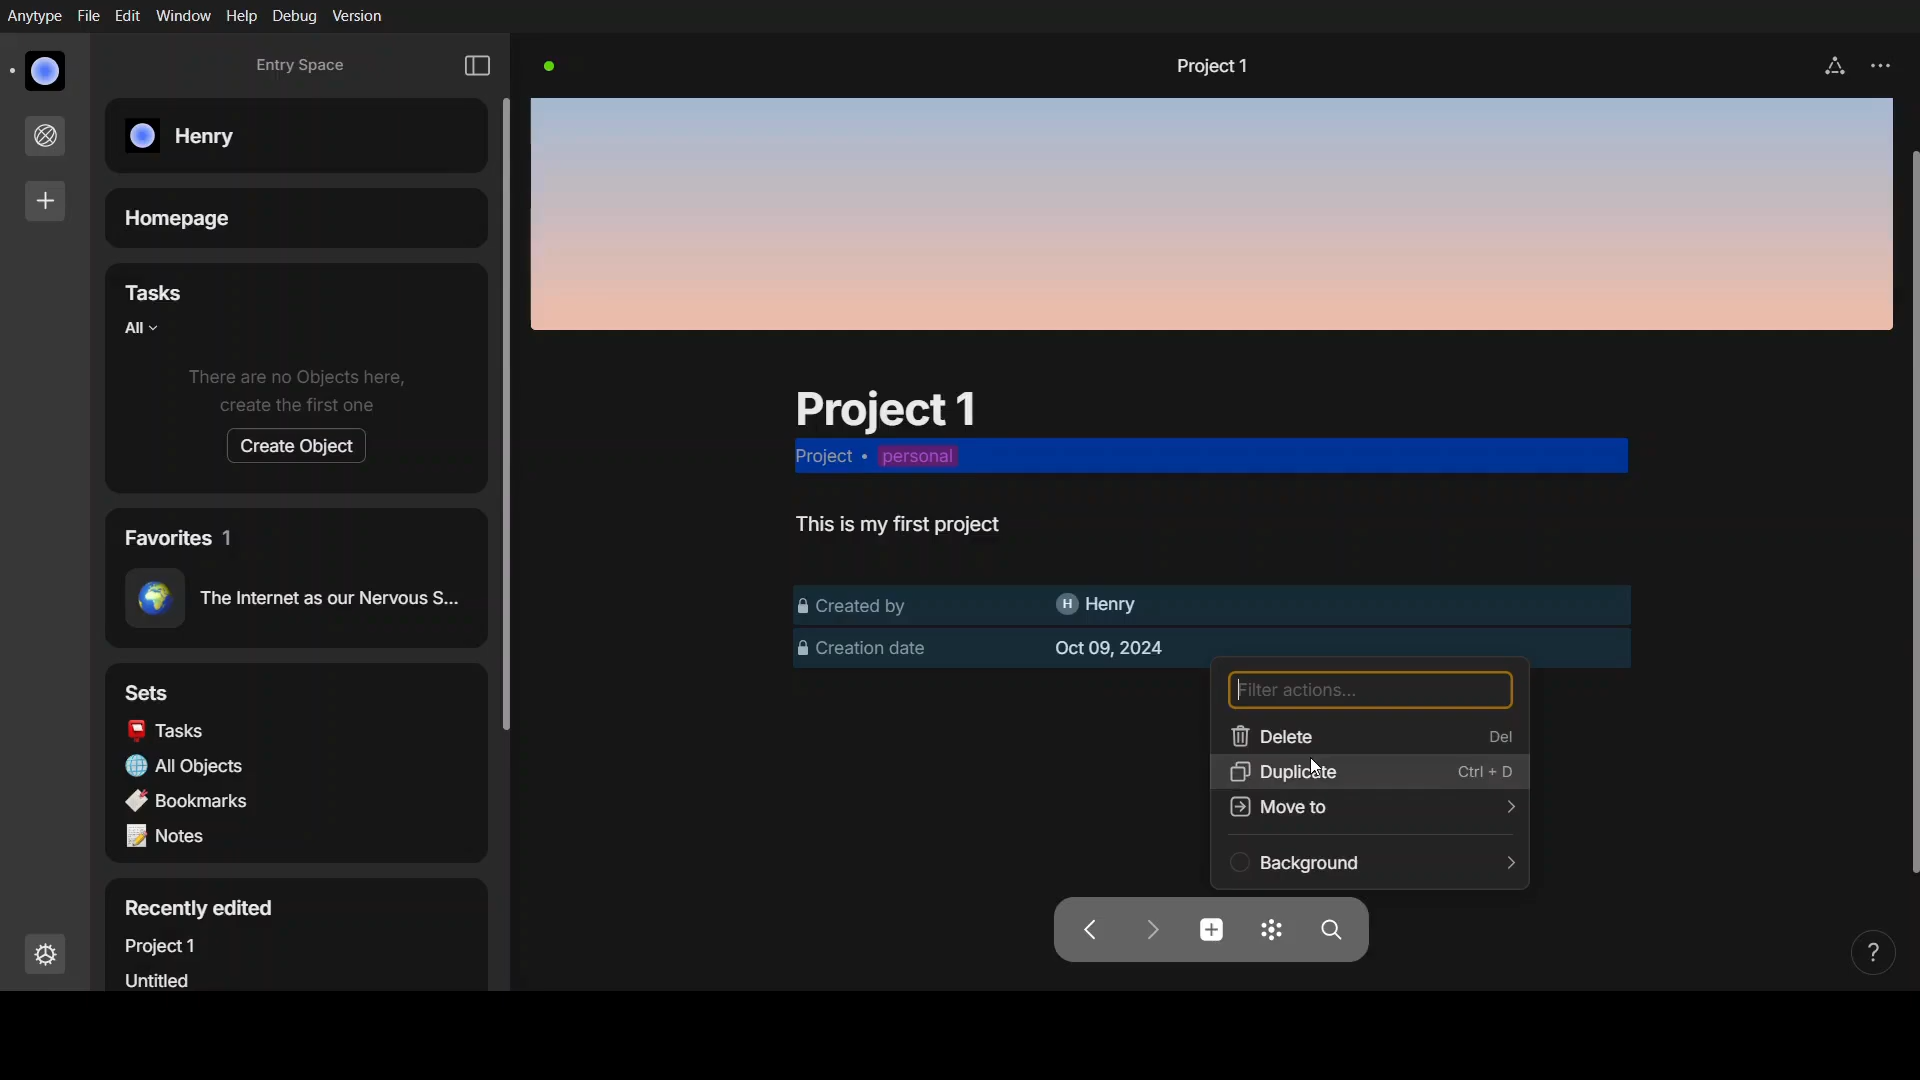 Anytype File Edit Window Help Debug Version
Entry Space
Project 1
Henry
Homepage
Tasks
All
There are no Objects here,
create the first one
Create Object
Favorites 1
The Internet as our Nervous S...
Sets
Tasks
All Objects
Bookmarks
Notes
Recently edited
Project 1
Untitled
Project 1
Project • personal
This is my first project
Created by H Henry
Creation date Oct 09, 2024
Filter actions...
Delete Del
Duplicate Ctrl + D
Move to
Background
?